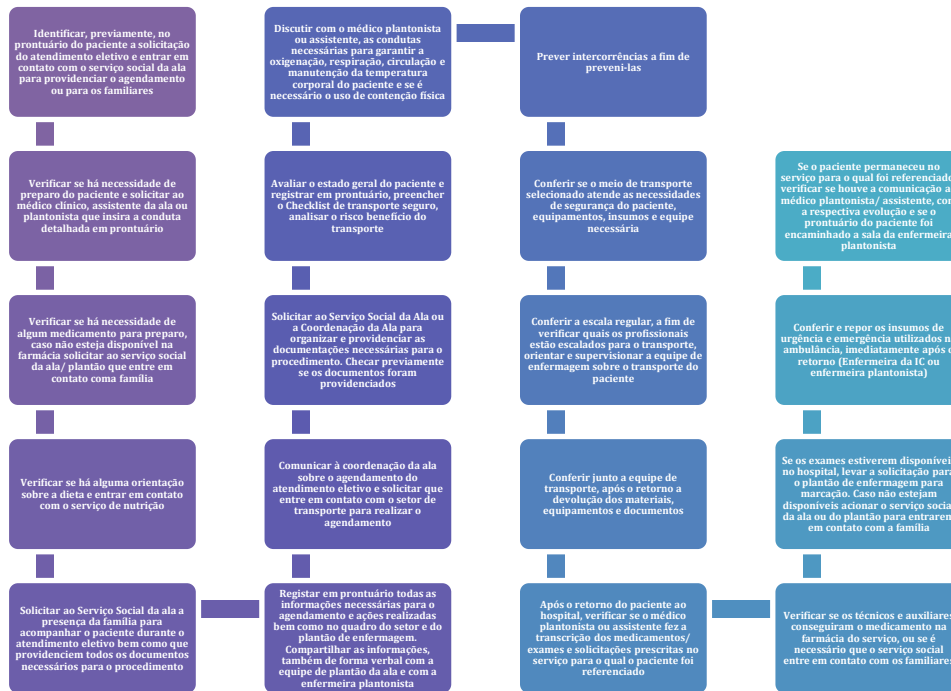 Identificar, previamente, no
prontuário do paciente a solicitação
do atendimento eletivo e entrar em
contato com o serviço social da ala
para providenciar o agendamento
ou para os familiares
Verificar se há necessidade de
preparo do paciente e solicitar ao
médico clínico, assistente da ala ou
plantonista que insira a conduta
detalhada em prontuário
Verificar se há necessidade de
algum medicamento para preparo,
caso não esteja disponível na
farmácia solicitar ao serviço social
da ala/ plantão que entre em
contato coma família
Verificar se há alguma orientação
sobre a dieta e entrar em contato
com o serviço de nutrição
Solicitar ao Serviço Social da ala a
presença da família para
acompanhar o paciente durante o
atendimento eletivo bem como que
providenciem todos os documentos
necessários para o procedimento
Registar em prontuário todas as
informações necessárias para o
agendamento e ações realizadas
bem como no quadro do setor e do
plantão de enfermagem.
Compartilhar as informações,
também de forma verbal com a
equipe de plantão da ala e com a
enfermeira plantonista
Comunicar à coordenação da ala
sobre o agendamento do
atendimento eletivo e solicitar que
entre em contato com o setor de
transporte para realizar o
agendamento
Solicitar ao Serviço Social da Ala ou
a Coordenação da Ala para
organizar e providenciar as
documentações necessárias para o
procedimento. Checar previamente
se os documentos foram
providenciados
Avaliar o estado geral do paciente e
registrar em prontuário, preencher
o Checklist de transporte seguro,
analisar o risco benefício do
transporte
Discutir com o médico plantonista
ou assistente, as condutas
necessárias para garantir a
oxigenação, respiração, circulação e
manutenção da temperatura
corporal do paciente e se é
necessário o uso de contenção física
Prever intercorrências a fim de
preveni-las
Conferir se o meio de transporte
selecionado atende as necessidades
de segurança do paciente,
equipamentos, insumos e equipe
necessária
Conferir a escala regular, a fim de
verificar quais os profissionais
estão escalados para o transporte,
orientar e supervisionar a equipe de
enfermagem sobre o transporte do
paciente
Conferir junto a equipe de
transporte, após o retorno a
devolução dos materiais,
equipamentos e documentos
Após o retorno do paciente ao
hospital, verificar se o médico
plantonista ou assistente fez a
transcrição dos medicamentos/
exames e solicitações prescritas no
serviço para o qual o paciente foi
referenciado
Verificar se os técnicos e auxiliares
conseguiram o medicamento na
farmácia do serviço, ou se é
necessário que o serviço social
entre em contato com os familiares
Se os exames estiverem disponíveis
no hospital, levar a solicitação para
o plantão de enfermagem para
marcação. Caso não estejam
disponíveis acionar o serviço social
da ala ou do plantão para entrarem
em contato com a família
Conferir e repor os insumos de
urgência e emergência utilizados na
ambulância, imediatamente após o
retorno (Enfermeira da IC ou
enfermeira plantonista)
Se o paciente permaneceu no
serviço para o qual foi referenciado
verificar se houve a comunicação a
médico plantonista/ assistente, com
a respectiva evolução e se o
prontuário do paciente foi
encaminhado a sala da enfermeira
plantonista